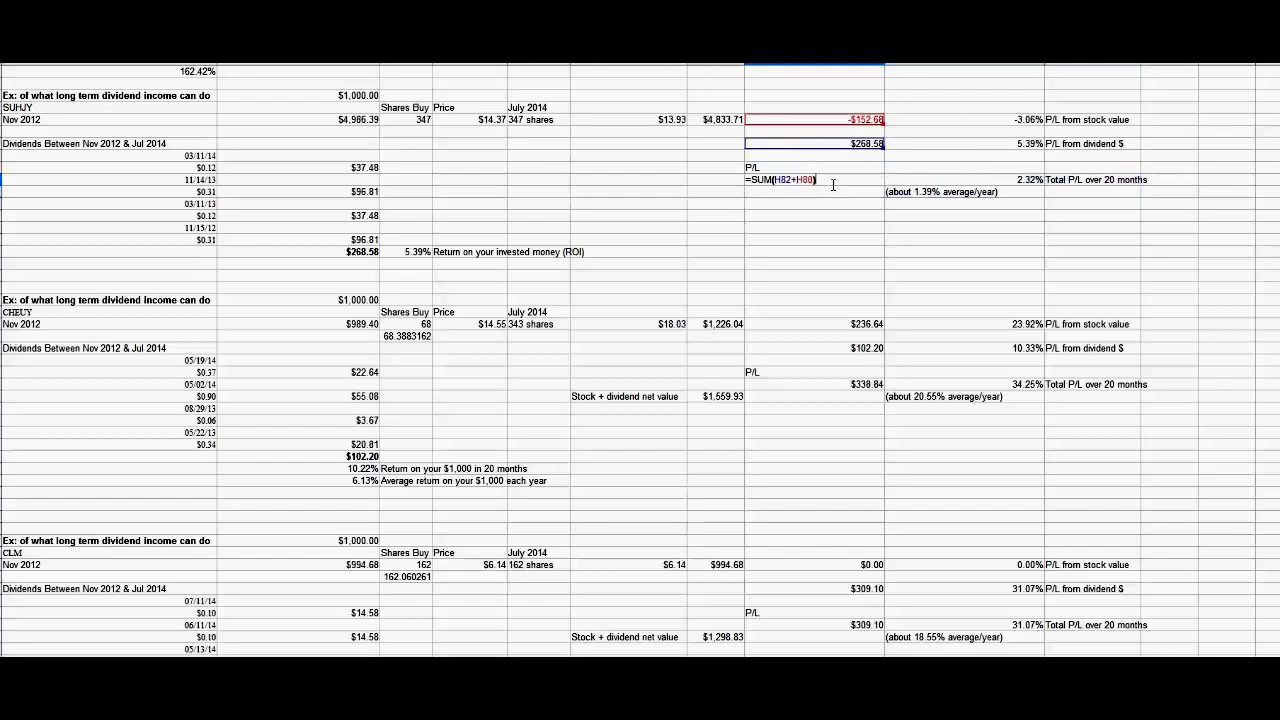 162.42%
Ex: of what long term dividend income can do $1,000.00
SUHJY Shares Buy Price July 2014
Nov 2012 $4,986.39 347 $14.37 347 shares $13.93 $4,833.71 -$152.68 -3.06% P/L from stock value
Dividends Between Nov 2012 & Jul 2014 $268.58 5.39% P/L from dividend $
03/11/14
$0.12 $37.48 P/L
11/14/13 =SUM(H82+H80) 2.32% Total P/L over 20 months
$0.31 $96.81 (about 1.39% average/year)
03/11/13
$0.12 $37.48
11/15/12
$0.31 $96.81
$268.58 5.39% Return on your invested money (ROI)
Ex: of what long term dividend income can do $1,000.00
CHEUY Shares Buy Price July 2014
Nov 2012 $989.40 68 $14.55 343 shares $18.03 $1,226.04 $236.64 23.92% P/L from stock value
68.3883162
Dividends Between Nov 2012 & Jul 2014 $102.20 10.33% P/L from dividend $
05/19/14
$0.37 $22.64 P/L
05/02/14 $338.84 34.25% Total P/L over 20 months
$0.90 $55.08 Stock + dividend net value $1,559.93 (about 20.55% average/year)
08/29/13
$0.06 $3.67
05/22/13
$0.34 $20.81
$102.20
10.22% Return on your $1,000 in 20 months
6.13% Average return on your $1,000 each year
Ex: of what long term dividend income can do $1,000.00
CLM Shares Buy Price July 2014
Nov 2012 $994.68 162 $6.14 162 shares $6.14 $994.68 $0.00 0.00% P/L from stock value
162.060261
Dividends Between Nov 2012 & Jul 2014 $309.10 31.07% P/L from dividend $
07/11/14
$0.10 $14.58 P/L
06/11/14 $309.10 31.07% Total P/L over 20 months
$0.10 $14.58 Stock + dividend net value $1,298.83 (about 18.55% average/year)
05/13/14